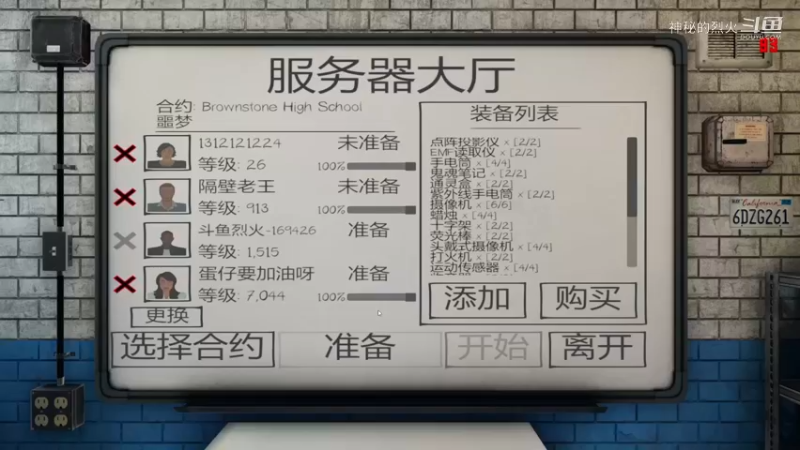 神秘的烈火
斗鱼
DOUYU.COM
93
服务器大厅
合约: Brownstone High School
噩梦
1312121224 未准备
等级: 26 100%
隔壁老王 未准备
等级: 913 100%
斗鱼烈火-169426 准备
等级: 1,515
蛋仔要加油呀 准备
等级: 7,044 100%
更换
选择合约 准备 开始 离开
装备列表
点阵投影仪 x [2/2]
EMF读取仪 x [2/2]
手电筒 x [4/4]
鬼魂笔记 x [2/2]
通灵盒 x [2/2]
紫外线手电筒 x [2/2]
摄像机 x [6/6]
蜡烛 x [4/4]
十字架 x [2/2]
荧光棒 x [2/2]
头戴式摄像机 x [4/4]
打火机 x [2/2]
运动传感器 x [4/4]
添加 购买
California
6DZG261